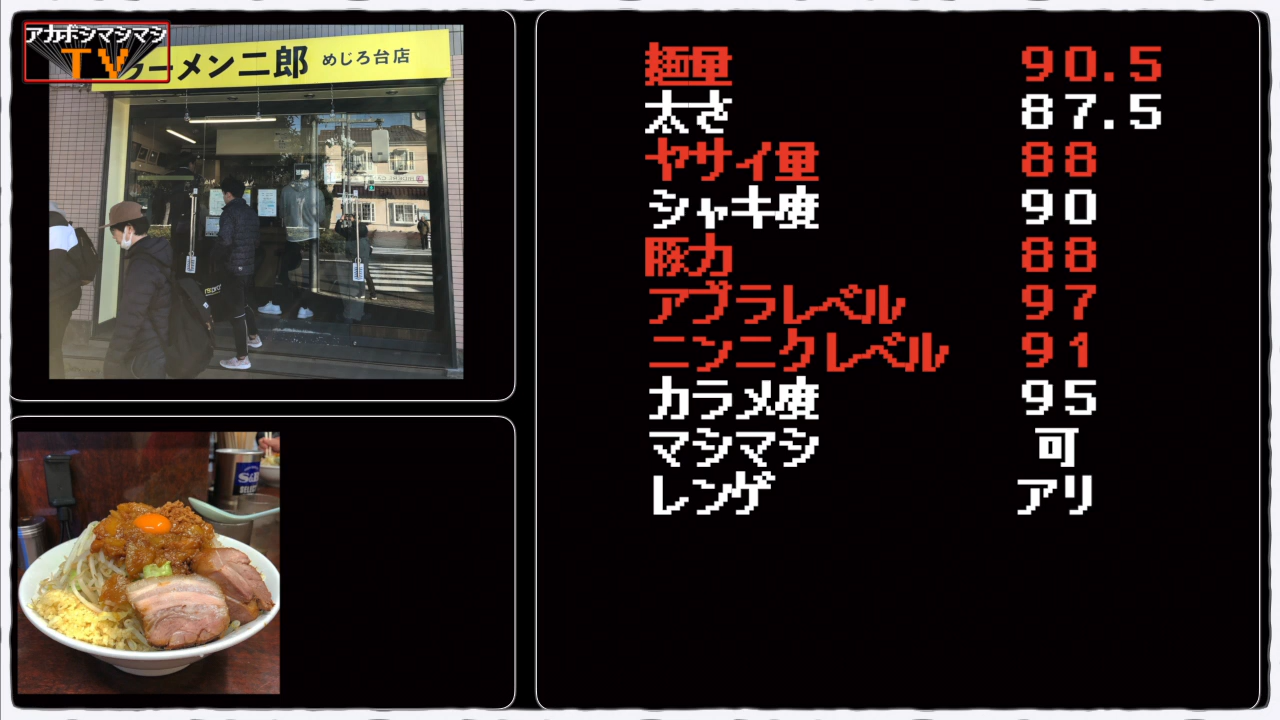 アカボシマシマシ
TV
ラーメン二郎 めじろ台店
麺量 90.5
太さ 87.5
ヤサイ量 88
シャキ度 90
豚力 88
アブラレベル 97
ニンニクレベル 91
カラメ度 95
マシマシ 可
レンゲ アリ
S&B